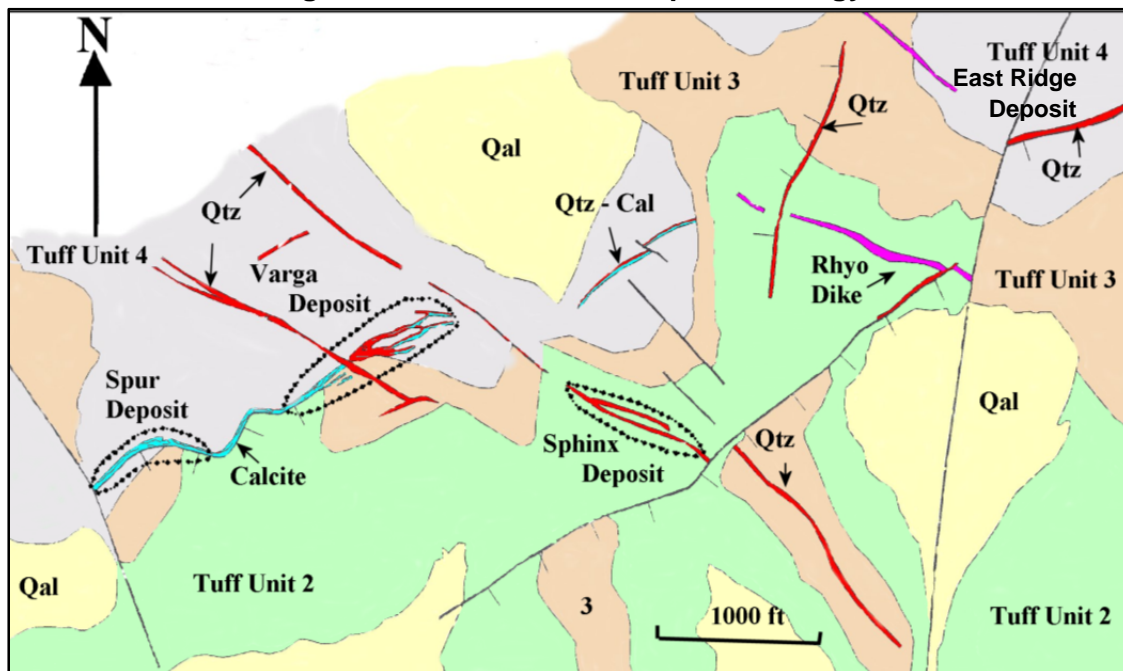 N
Tuff Unit 4
Tuff Unit 3
East Ridge
Deposit
Qtz
Qal
Qtz
Qtz
Qtz - Cal
Tuff Unit 4
Varga
Deposit
Rhyo
Dike
Tuff Unit 3
Spur
Deposit
Qal
Qtz
Sphinx
Deposit
Calcite
Qal
Tuff Unit 2
3
1000 ft
Tuff Unit 2